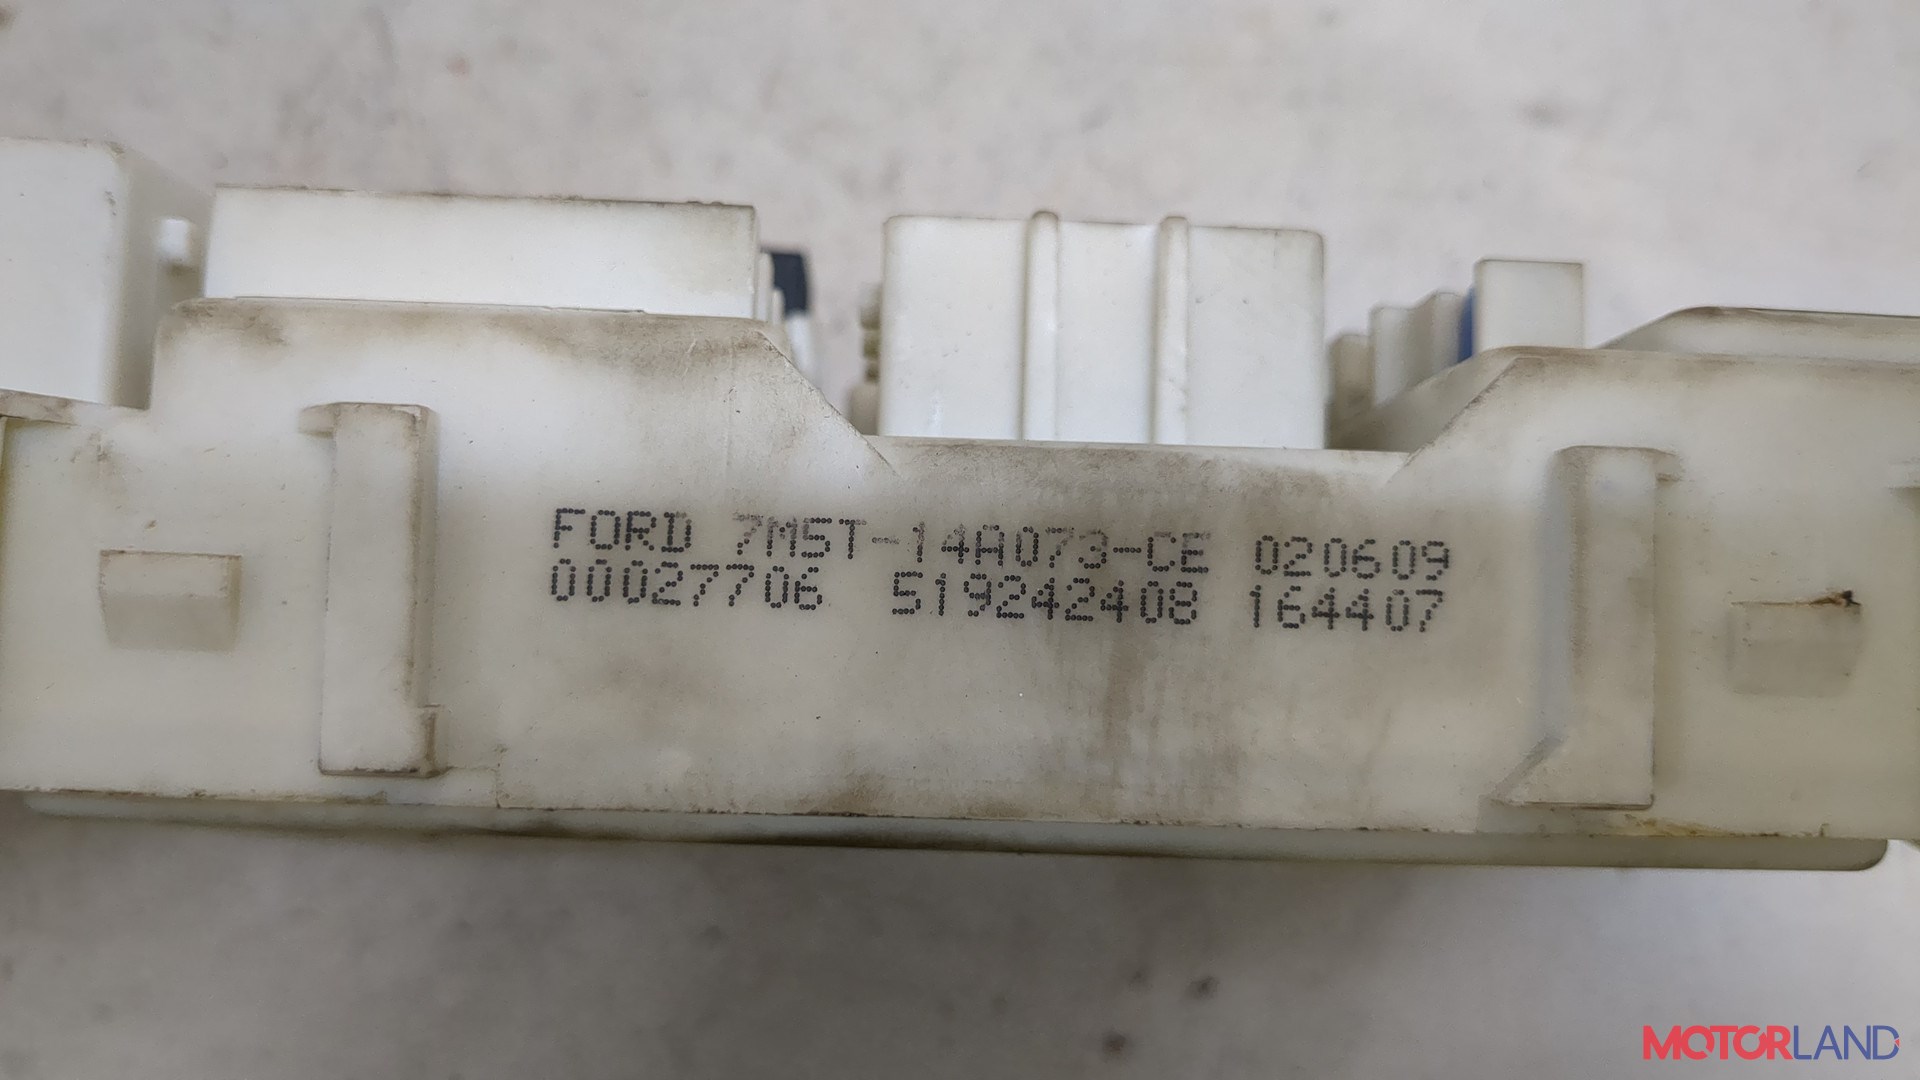 FORD 7M5T-14A073-CE 020609
00027706 519242408 164407
MOTORLAND